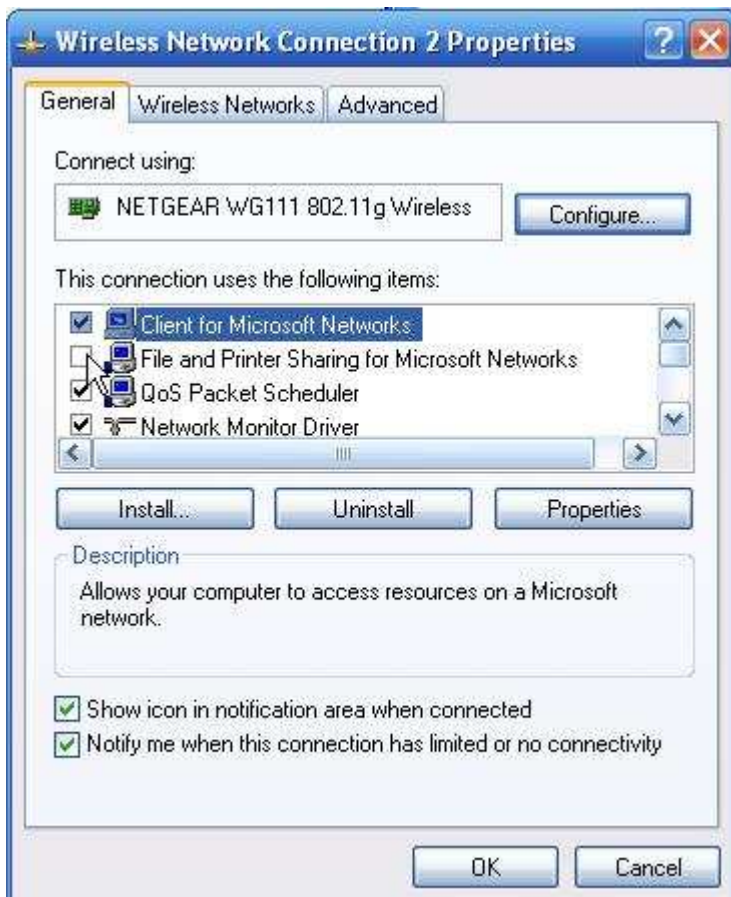 Wireless Network Connection 2 Properties
General Wireless Networks Advanced
Connect using:
NETGEAR WG111 802.11g Wireless Configure...
This connection uses the following items:
Client for Microsoft Networks
File and Printer Sharing for Microsoft Networks
QoS Packet Scheduler
Network Monitor Driver
Install... Uninstall Properties
Description
Allows your computer to access resources on a Microsoft
network.
Show icon in notification area when connected
Notify me when this connection has limited or no connectivity
OK Cancel